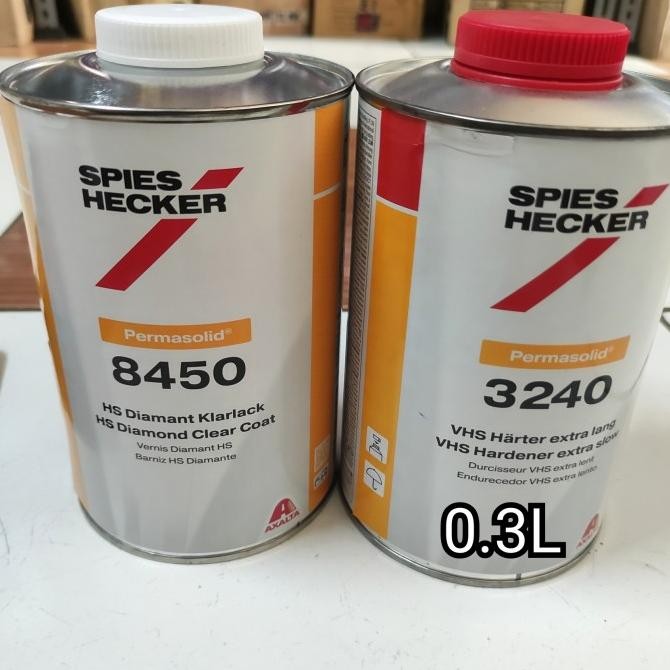 SPIES
HECKER
Permasolid®
8450
HS Diamant Klarlack
HS Diamond Clear Coat
Vernis Diamant HS
Barniz HS Diamante
AXALTA
SPIES
HECKER
Permasolid®
3240
VHS Härter extra lang
VHS Hardener extra slow
Durcisseur VHS extra lent
Endurecedor VHS extra lento
0.3L
AXALTA